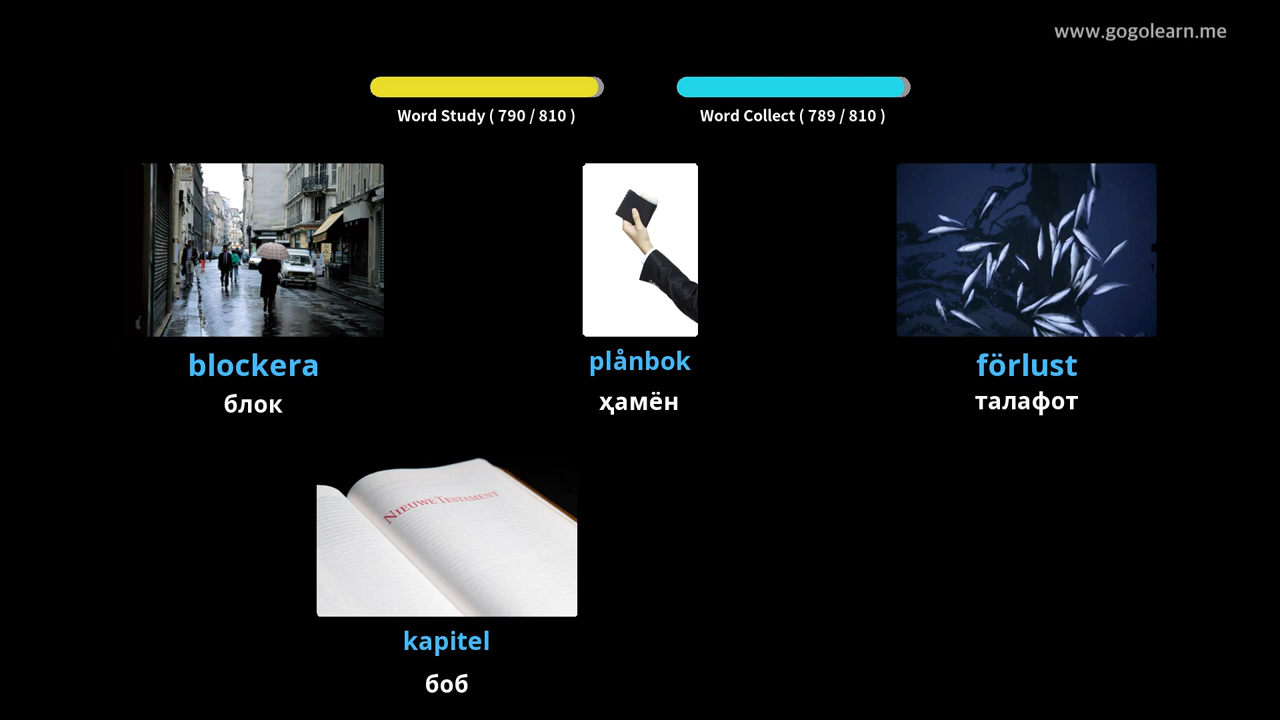 www.gogolearn.me
Word Study ( 790 / 810 )
Word Collect ( 789 / 810 )
blockera
блок
plånbok
ҳамён
förlust
талафот
NIEUWE TESTAMENT
kapitel
боб